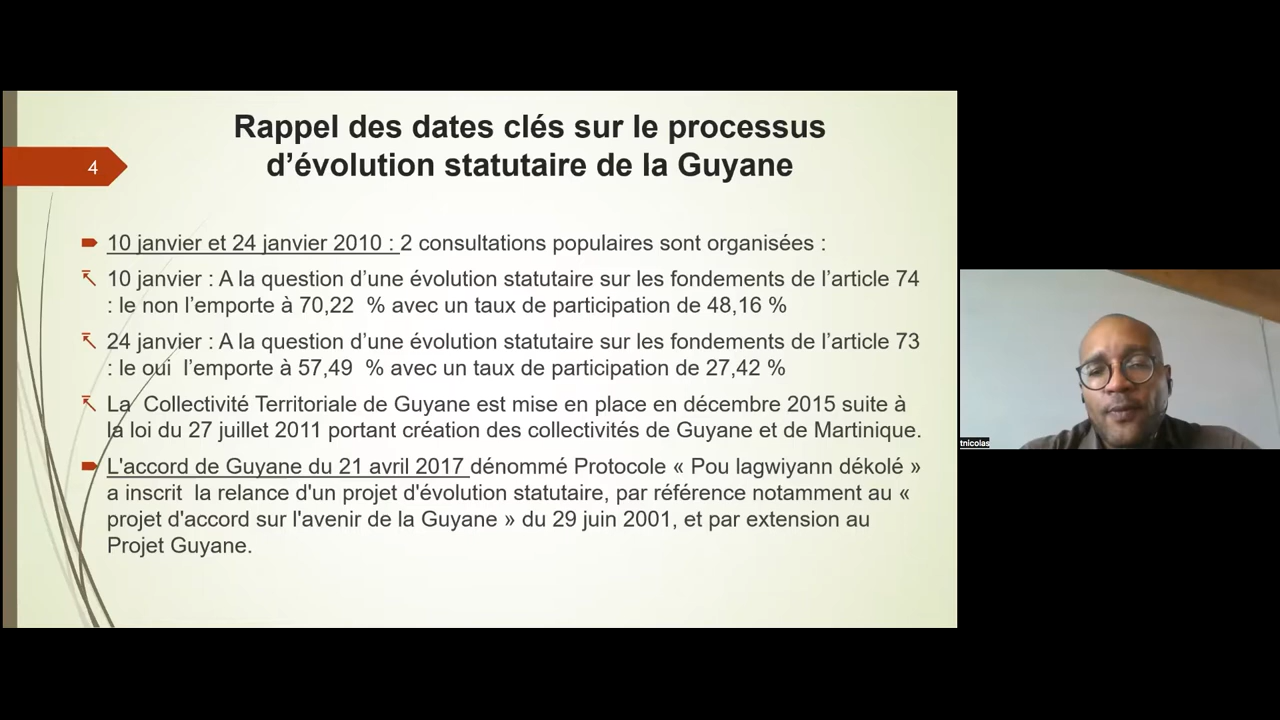 Rappel des dates clés sur le processus
d’évolution statutaire de la Guyane
4
10 janvier et 24 janvier 2010 : 2 consultations populaires sont organisées :
10 janvier : A la question d’une évolution statutaire sur les fondements de l’article 74
: le non l’emporte à 70,22 % avec un taux de participation de 48,16 %
24 janvier : A la question d’une évolution statutaire sur les fondements de l’article 73
: le oui l’emporte à 57,49 % avec un taux de participation de 27,42 %
La Collectivité Territoriale de Guyane est mise en place en décembre 2015 suite à
la loi du 27 juillet 2011 portant création des collectivités de Guyane et de Martinique.
L'accord de Guyane du 21 avril 2017 dénommé Protocole « Pou lagwiyann dékolé »
a inscrit la relance d'un projet d'évolution statutaire, par référence notamment au «
projet d'accord sur l'avenir de la Guyane » du 29 juin 2001, et par extension au
Projet Guyane.
tnicolas